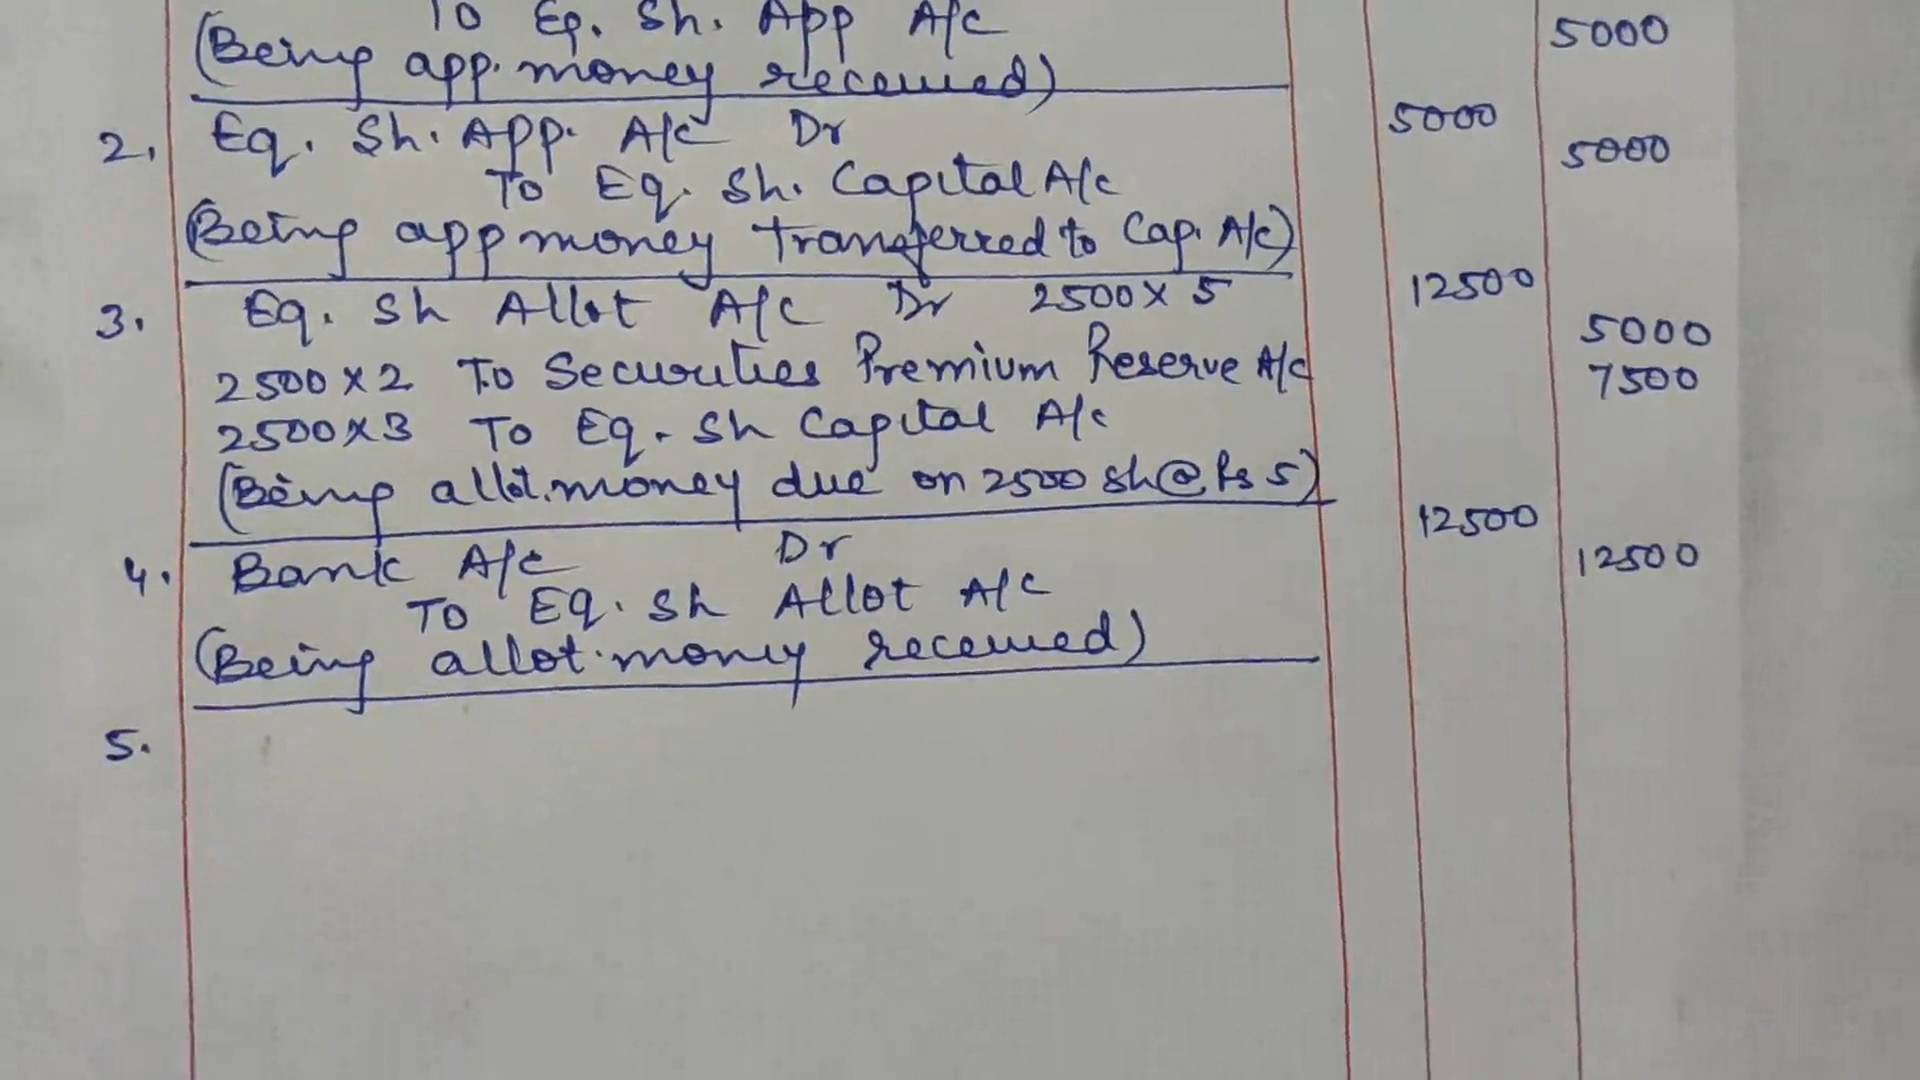 To Eq. Sh. App A/c 5000
(Being app. money received)
2. Eq. Sh. App. A/c Dr 5000
To Eq. Sh. Capital A/c 5000
(Being app money transferred to Cap. A/c)
3. Eq. Sh Allot A/c Dr 2500 x 5 12500
2500 x 2 To Securities Premium Reserve A/c 5000
2500 x 3 To Eq. Sh Capital A/c 7500
(Being allot. money due on 2500 Sh @ Rs 5)
4. Bank A/c Dr 12500
To Eq. Sh Allot A/c 12500
(Being allot. money received)
5.